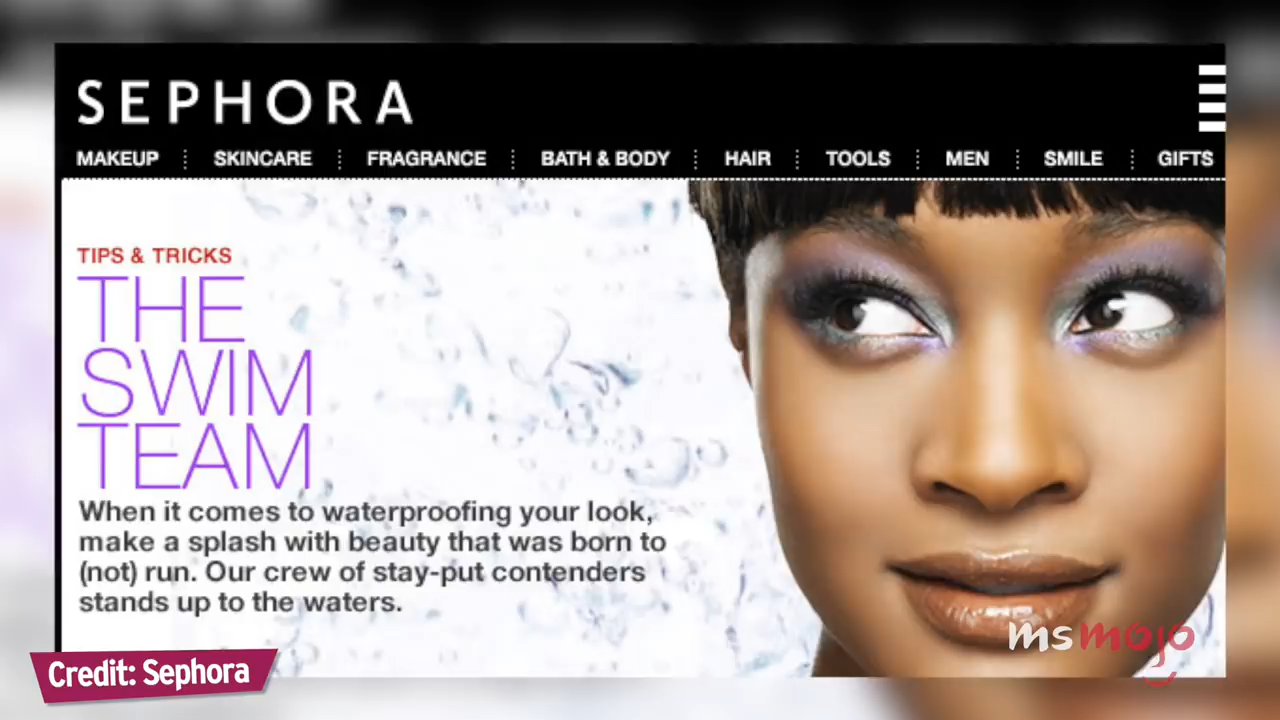 SEPHORA
MAKEUP SKINCARE FRAGRANCE BATH & BODY HAIR TOOLS MEN SMILE GIFTS
TIPS & TRICKS
THE
SWIM
TEAM
When it comes to waterproofing your look,
make a splash with beauty that was born to
(not) run. Our crew of stay-put contenders
stands up to the waters.
Credit: Sephora
msmojo